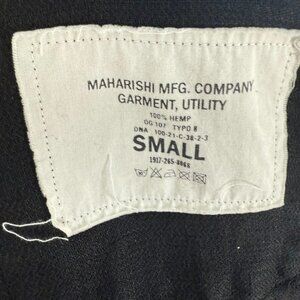 MAHARISHI MFG. COMPANY
GARMENT, UTILITY
100% HEMP
OG 107 TYPO 8
DNA 100-21-C-38-2-3
SMALL
1917-265-8868